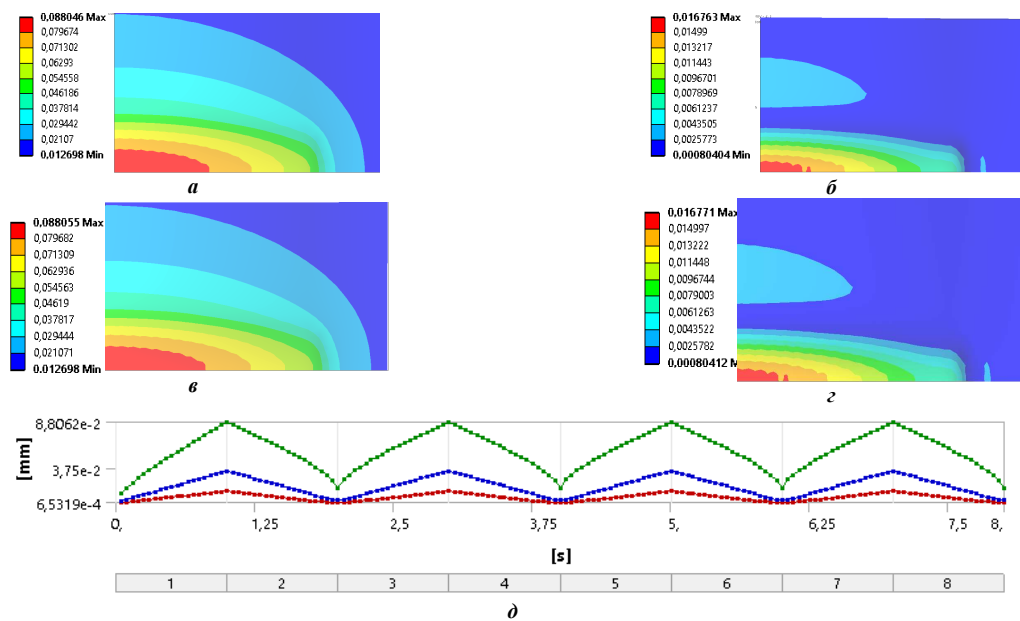 0,088046 Max
0,079674
0,071302
0,06293
0,054558
0,046186
0,037814
0,029442
0,02107
0,012698 Min
а
0,016763 Max
0,01499
0,013217
0,011443
0,0096701
0,0078969
0,0061237
0,0043505
0,0025773
0,00080404 Min
б
0,088055 Max
0,079682
0,071309
0,062936
0,054563
0,04619
0,037817
0,029444
0,021071
0,012698 Min
в
0,016771 Max
0,014997
0,013222
0,011448
0,0096744
0,0079003
0,0061263
0,0043522
0,0025782
0,00080412 M
г
[mm]
8,8062e-2
3,75e-2
6,5319e-4
0, 1,25 2,5 3,75 5, 6,25 7,5 8,
[s]
1 2 3 4 5 6 7 8
д